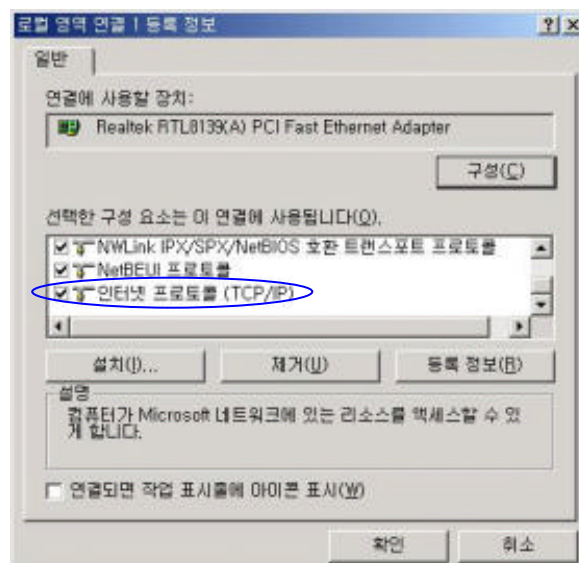 로컬 영역 연결 1 등록 정보
일반
연결에 사용할 장치:
Realtek RTL8139(A) PCI Fast Ethernet Adapter
구성(C)
선택한 구성 요소는 이 연결에 사용됩니다(O).
NWLink IPX/SPX/NetBIOS 호환 트랜스포트 프로토콜
NetBEUI 프로토콜
인터넷 프로토콜 (TCP/IP)
설치(I)... 제거(U) 등록 정보(R)
설명
컴퓨터가 Microsoft 네트워크에 있는 리소스를 액세스할 수 있
게 합니다.
연결되면 작업 표시줄에 아이콘 표시(W)
확인 취소